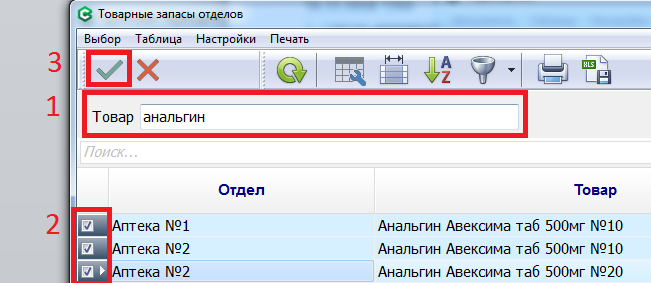 Товарные запасы отделов
Выбор Таблица Настройки Печать
3
A
Z
XLS
1
Товар анальгин
Поиск...
Отдел Товар
2
Аптека №1 Анальгин Авексима таб 500мг №10
Аптека №2 Анальгин Авексима таб 500мг №10
Аптека №2 Анальгин Авексима таб 500мг №20